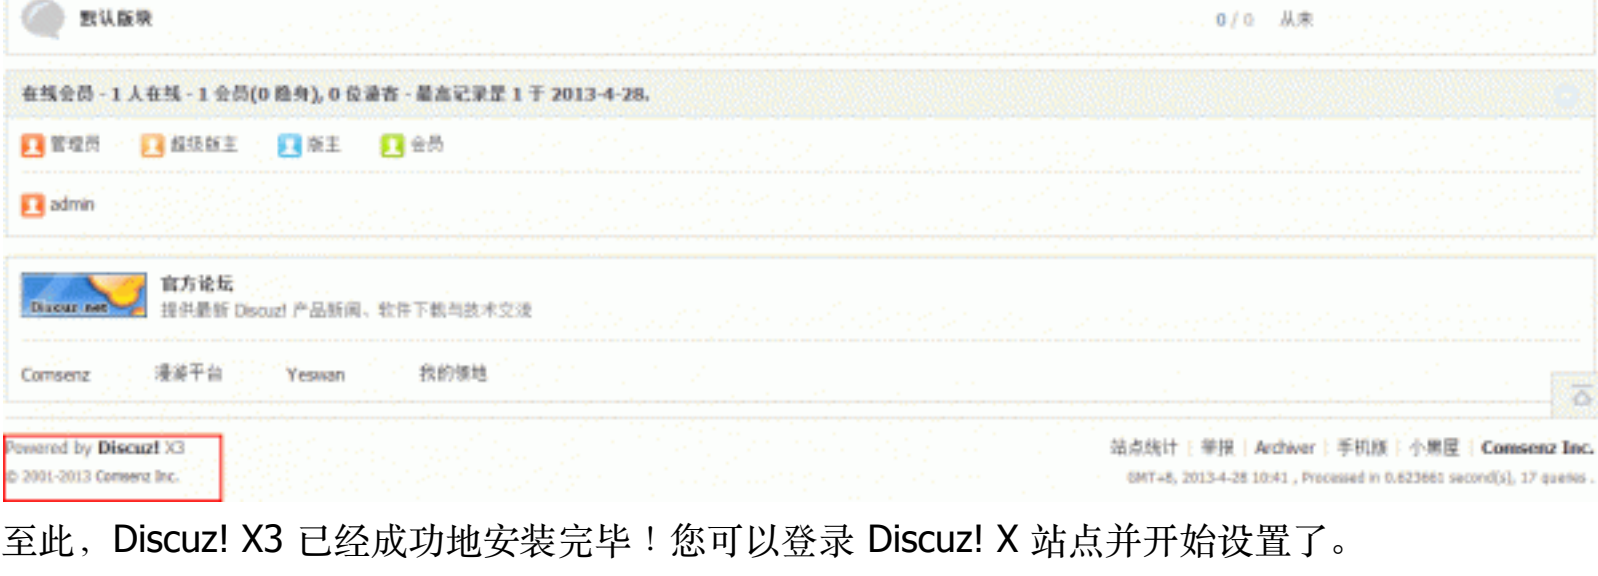 默认版块
0 / 0 从未
在线会员 - 1 人在线 - 1 会员(0 隐身), 0 位游客 - 最高记录是 1 于 2013-4-28.
管理员 超级版主 版主 会员
admin
官方论坛
Discuz! net
提供最新 Discuz! 产品新闻、软件下载与技术交流
Comsenz 漫游平台 Yeswan 我的领地
Powered by Discuz! X3 站点统计 | 举报 | Archiver | 手机版 | 小黑屋 | Comsenz Inc.
© 2001-2013 Comsenz Inc. GMT+8, 2013-4-28 10:41 , Processed in 0.623661 second(s), 17 queries .
至此，Discuz! X3 已经成功地安装完毕！您可以登录 Discuz! X 站点并开始设置了。